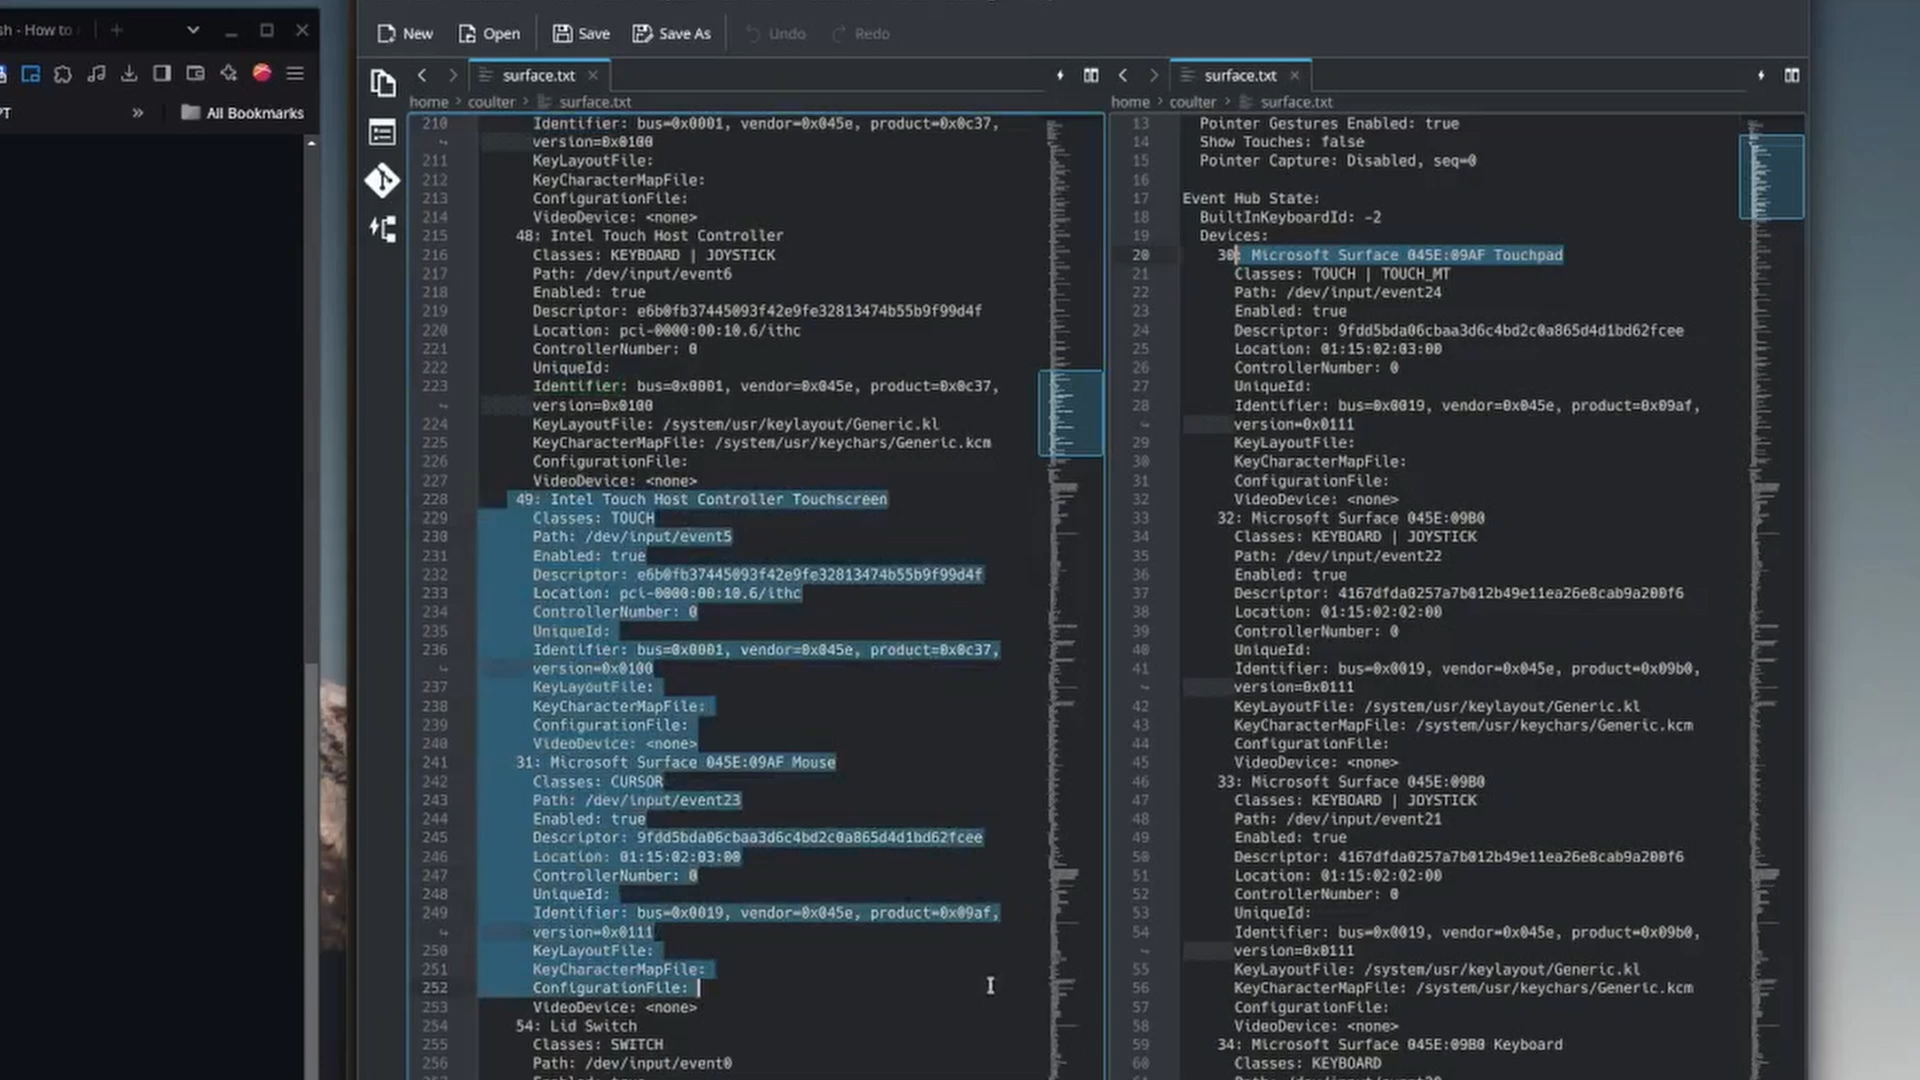 sh - How to
All Bookmarks
New
Open
Save
Save As
Undo
Redo
surface.txt
home > coulter > surface.txt
210 Identifier: bus=0x0001, vendor=0x045e, product=0x0c37,
version=0x0100
211 KeyLayoutFile:
212 KeyCharacterMapFile:
213 ConfigurationFile:
214 VideoDevice: <none>
215 48: Intel Touch Host Controller
216 Classes: KEYBOARD | JOYSTICK
217 Path: /dev/input/event6
218 Enabled: true
219 Descriptor: e6b0fb37445093f42e9fe32813474b55b9f99d4f
220 Location: pci-0000:00:10.6/ithc
221 ControllerNumber: 0
222 UniqueId:
223 Identifier: bus=0x0001, vendor=0x045e, product=0x0c37,
version=0x0100
224 KeyLayoutFile: /system/usr/keylayout/Generic.kl
225 KeyCharacterMapFile: /system/usr/keychars/Generic.kcm
226 ConfigurationFile:
227 VideoDevice: <none>
228 49: Intel Touch Host Controller Touchscreen
229 Classes: TOUCH
230 Path: /dev/input/event5
231 Enabled: true
232 Descriptor: e6b0fb37445093f42e9fe32813474b55b9f99d4f
233 Location: pci-0000:00:10.6/ithc
234 ControllerNumber: 0
235 UniqueId:
236 Identifier: bus=0x0001, vendor=0x045e, product=0x0c37,
version=0x0100
237 KeyLayoutFile:
238 KeyCharacterMapFile:
239 ConfigurationFile:
240 VideoDevice: <none>
241 31: Microsoft Surface 045E:09AF Mouse
242 Classes: CURSOR
243 Path: /dev/input/event23
244 Enabled: true
245 Descriptor: 9fdd5bda06cbaa3d6c4bd2c0a865d4d1bd62fcee
246 Location: 01:15:02:03:00
247 ControllerNumber: 0
248 UniqueId:
249 Identifier: bus=0x0019, vendor=0x045e, product=0x09af,
version=0x0111
250 KeyLayoutFile:
251 KeyCharacterMapFile:
252 ConfigurationFile:
253 VideoDevice: <none>
254 54: Lid Switch
255 Classes: SWITCH
256 Path: /dev/input/event0
surface.txt
home > coulter > surface.txt
13 Pointer Gestures Enabled: true
14 Show Touches: false
15 Pointer Capture: Disabled, seq=0
16
17 Event Hub State:
18 BuiltInKeyboardId: -2
19 Devices:
20 30: Microsoft Surface 045E:09AF Touchpad
21 Classes: TOUCH | TOUCH_MT
22 Path: /dev/input/event24
23 Enabled: true
24 Descriptor: 9fdd5bda06cbaa3d6c4bd2c0a865d4d1bd62fcee
25 Location: 01:15:02:03:00
26 ControllerNumber: 0
27 UniqueId:
28 Identifier: bus=0x0019, vendor=0x045e, product=0x09af,
version=0x0111
29 KeyLayoutFile:
30 KeyCharacterMapFile:
31 ConfigurationFile:
32 VideoDevice: <none>
33 32: Microsoft Surface 045E:09B0
34 Classes: KEYBOARD | JOYSTICK
35 Path: /dev/input/event22
36 Enabled: true
37 Descriptor: 4167dfda0257a7b012b49e11ea26e8cab9a200f6
38 Location: 01:15:02:02:00
39 ControllerNumber: 0
40 UniqueId:
41 Identifier: bus=0x0019, vendor=0x045e, product=0x09b0,
version=0x0111
42 KeyLayoutFile: /system/usr/keylayout/Generic.kl
43 KeyCharacterMapFile: /system/usr/keychars/Generic.kcm
44 ConfigurationFile:
45 VideoDevice: <none>
46 33: Microsoft Surface 045E:09B0
47 Classes: KEYBOARD | JOYSTICK
48 Path: /dev/input/event21
49 Enabled: true
50 Descriptor: 4167dfda0257a7b012b49e11ea26e8cab9a200f6
51 Location: 01:15:02:02:00
52 ControllerNumber: 0
53 UniqueId:
54 Identifier: bus=0x0019, vendor=0x045e, product=0x09b0,
version=0x0111
55 KeyLayoutFile: /system/usr/keylayout/Generic.kl
56 KeyCharacterMapFile: /system/usr/keychars/Generic.kcm
57 ConfigurationFile:
58 VideoDevice: <none>
59 34: Microsoft Surface 045E:09B0 Keyboard
60 Classes: KEYBOARD